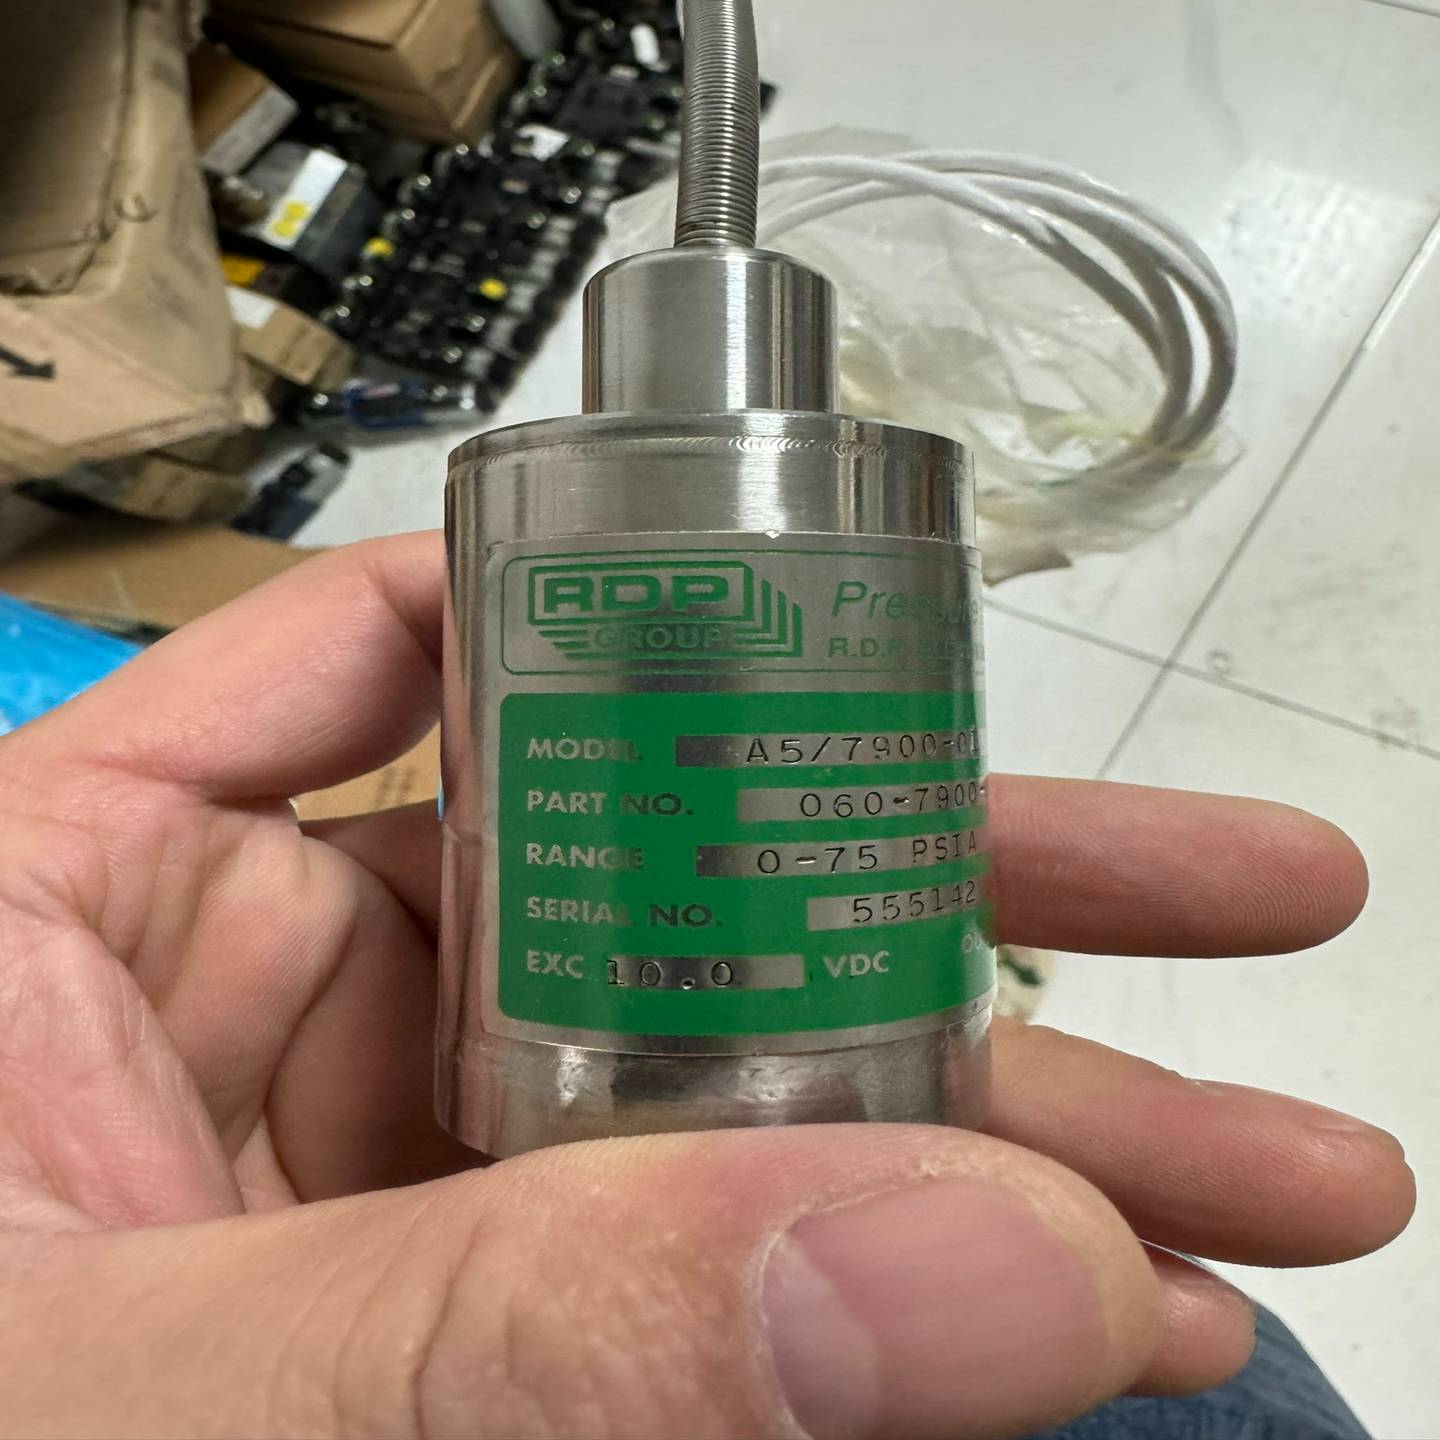 RDP
GROUP
Pressure
R.D.P.
MODEL A5/7900-01
PART NO. 060-7900-
RANGE 0-75 PSIA
SERIAL NO. 555142
EXC 10.0 VDC